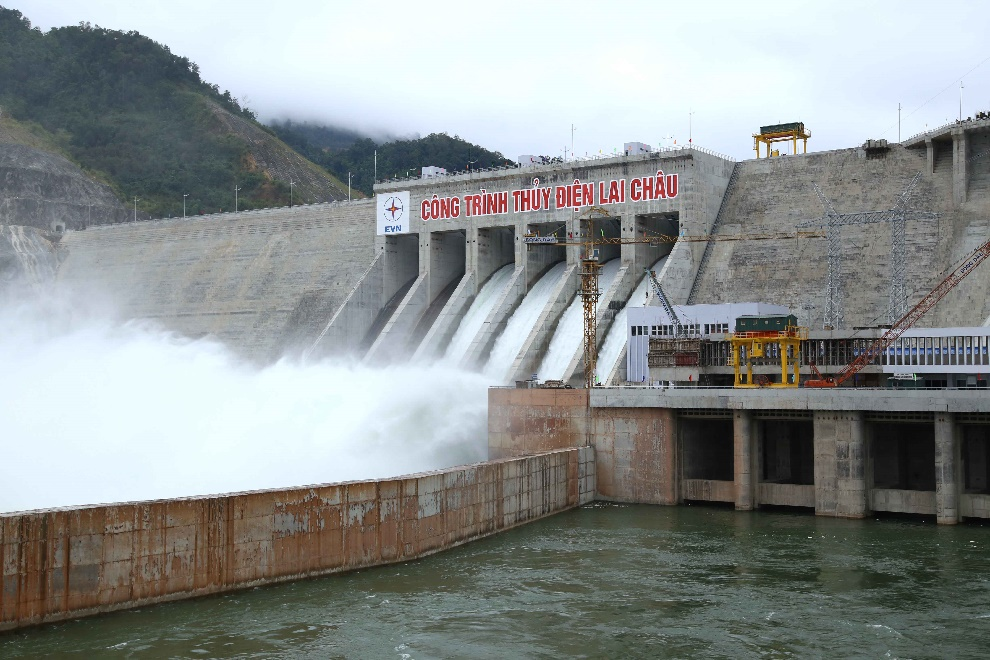 CÔNG TRÌNH THỦY ĐIỆN LAI CHÂU
EVN